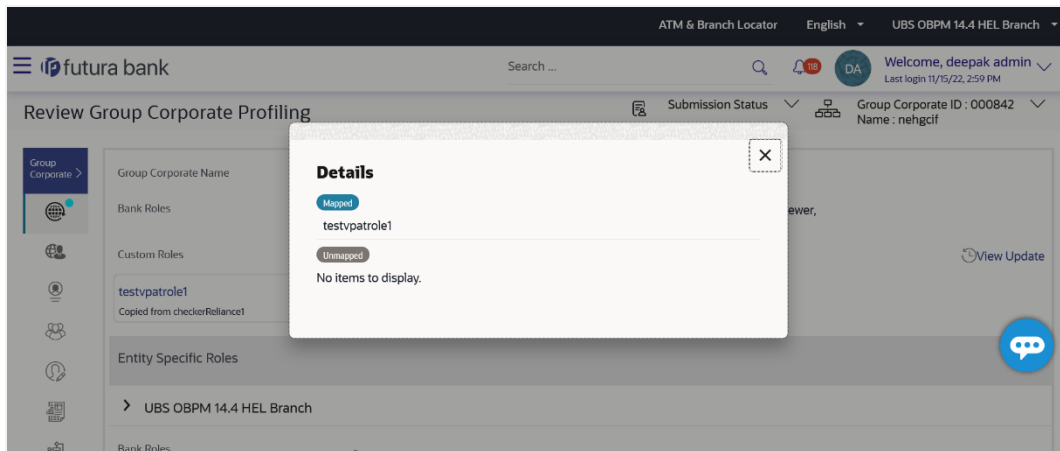 ATM & Branch Locator English UBS OBPM 14.4 HEL Branch
futura bank Search ... 118 DA Welcome, deepak admin
Last login 11/15/22, 2:59 PM
Review Group Corporate Profiling Submission Status Group Corporate ID : 000842
Name : nehgcif
Group
Corporate >
Group Corporate Name
Bank Roles ewer,
Custom Roles View Update
testvpatrole1
Copied from checkerReliance1
Details
Mapped
testvpatrole1
Unmapped
No items to display.
Entity Specific Roles
UBS OBPM 14.4 HEL Branch
Bank Roles